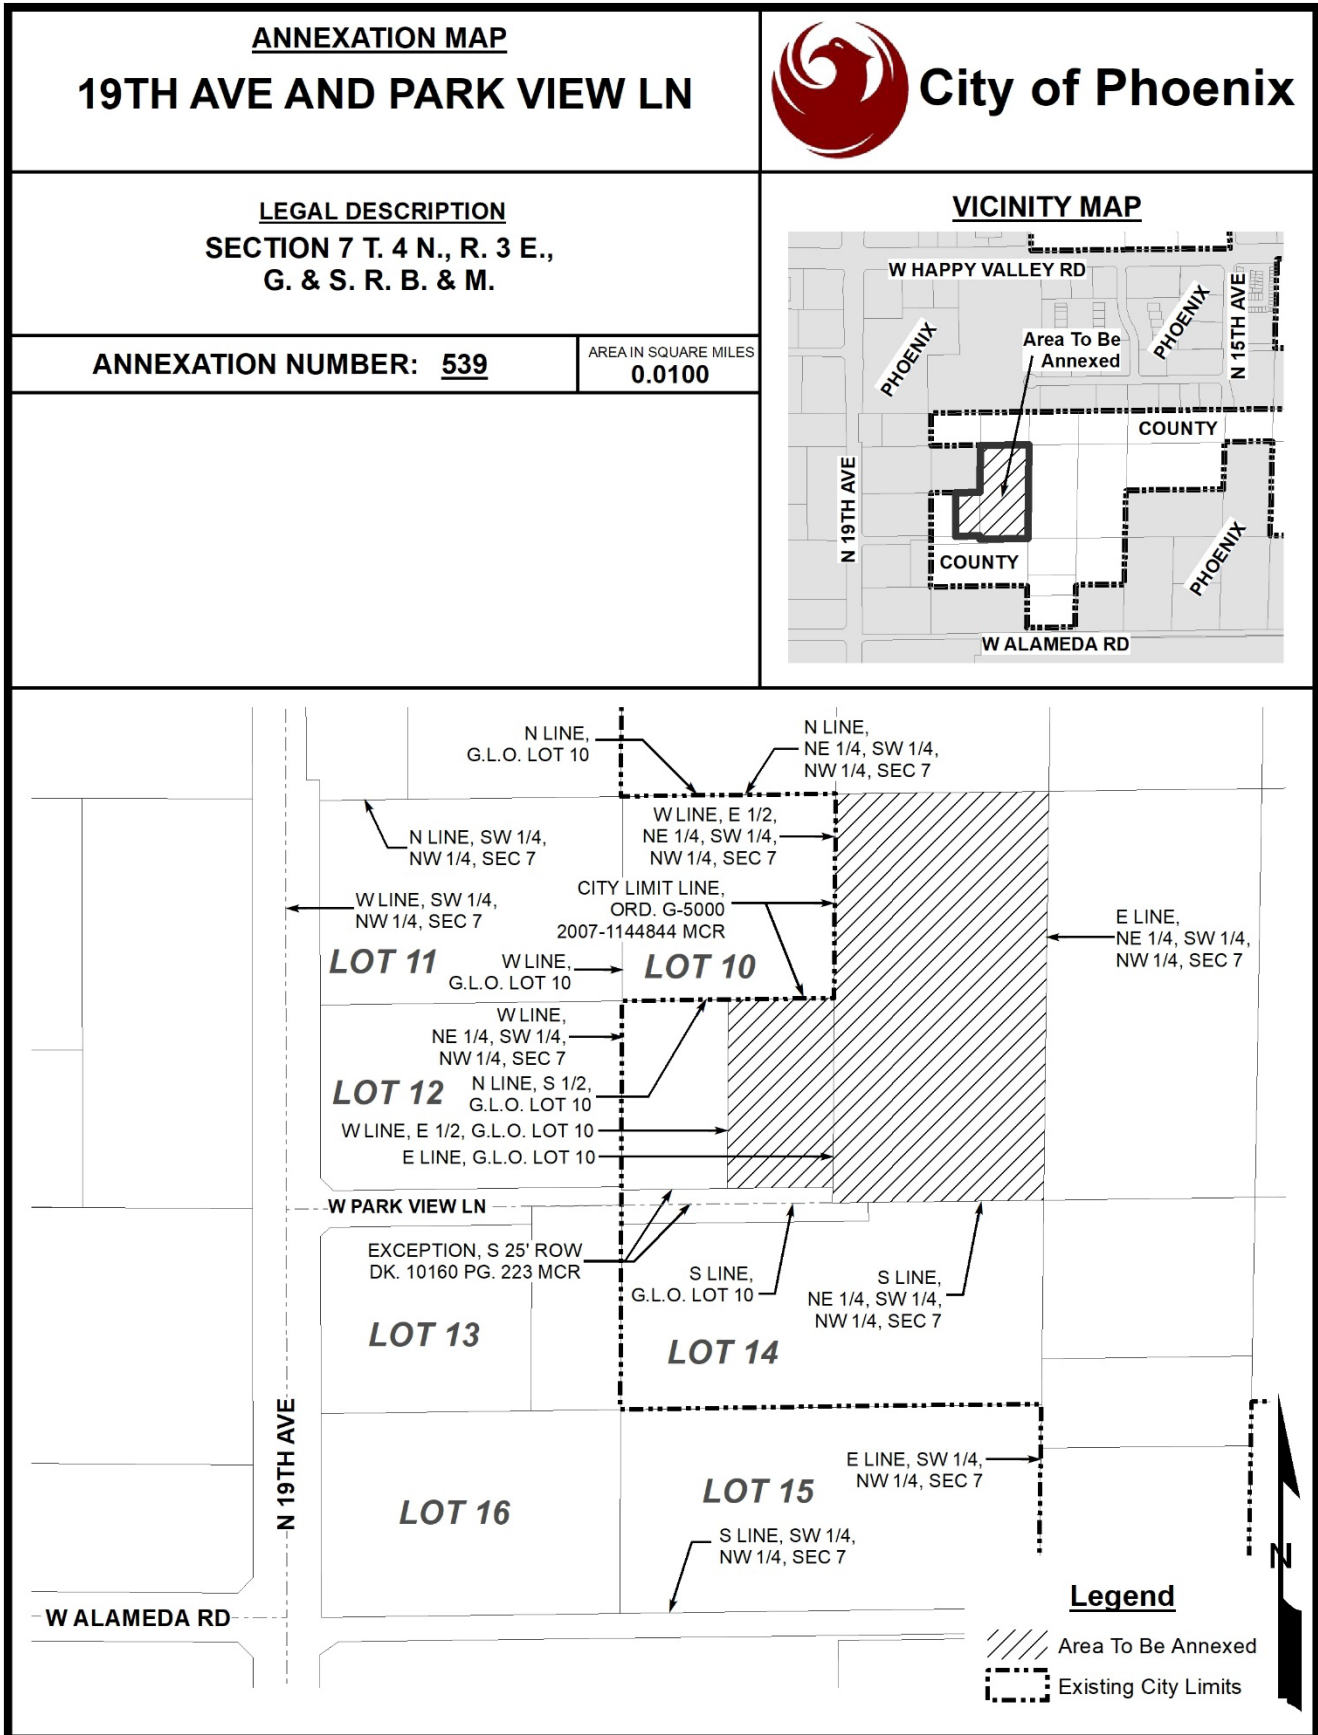 ANNEXATION MAP
19TH AVE AND PARK VIEW LN
City of Phoenix
LEGAL DESCRIPTION
SECTION 7 T. 4 N., R. 3 E.,
G. & S. R. B. & M.
ANNEXATION NUMBER: 539
AREA IN SQUARE MILES
0.0100
VICINITY MAP
W HAPPY VALLEY RD
PHOENIX
PHOENIX
N 15TH AVE
Area To Be
Annexed
COUNTY
N 19TH AVE
COUNTY
PHOENIX
W ALAMEDA RD
N LINE,
G.L.O. LOT 10
N LINE,
NE 1/4, SW 1/4,
NW 1/4, SEC 7
N LINE, SW 1/4,
NW 1/4, SEC 7
W LINE, E 1/2,
NE 1/4, SW 1/4,
NW 1/4, SEC 7
W LINE, SW 1/4,
NW 1/4, SEC 7
CITY LIMIT LINE,
ORD. G-5000
2007-1144844 MCR
E LINE,
NE 1/4, SW 1/4,
NW 1/4, SEC 7
LOT 11
W LINE,
G.L.O. LOT 10
LOT 10
W LINE,
NE 1/4, SW 1/4,
NW 1/4, SEC 7
LOT 12
N LINE, S 1/2,
G.L.O. LOT 10
W LINE, E 1/2, G.L.O. LOT 10
E LINE, G.L.O. LOT 10
W PARK VIEW LN
EXCEPTION, S 25' ROW
DK. 10160 PG. 223 MCR
S LINE,
G.L.O. LOT 10
S LINE,
NE 1/4, SW 1/4,
NW 1/4, SEC 7
LOT 13
LOT 14
N 19TH AVE
E LINE, SW 1/4,
NW 1/4, SEC 7
LOT 16
LOT 15
S LINE, SW 1/4,
NW 1/4, SEC 7
W ALAMEDA RD
N
Legend
Area To Be Annexed
Existing City Limits